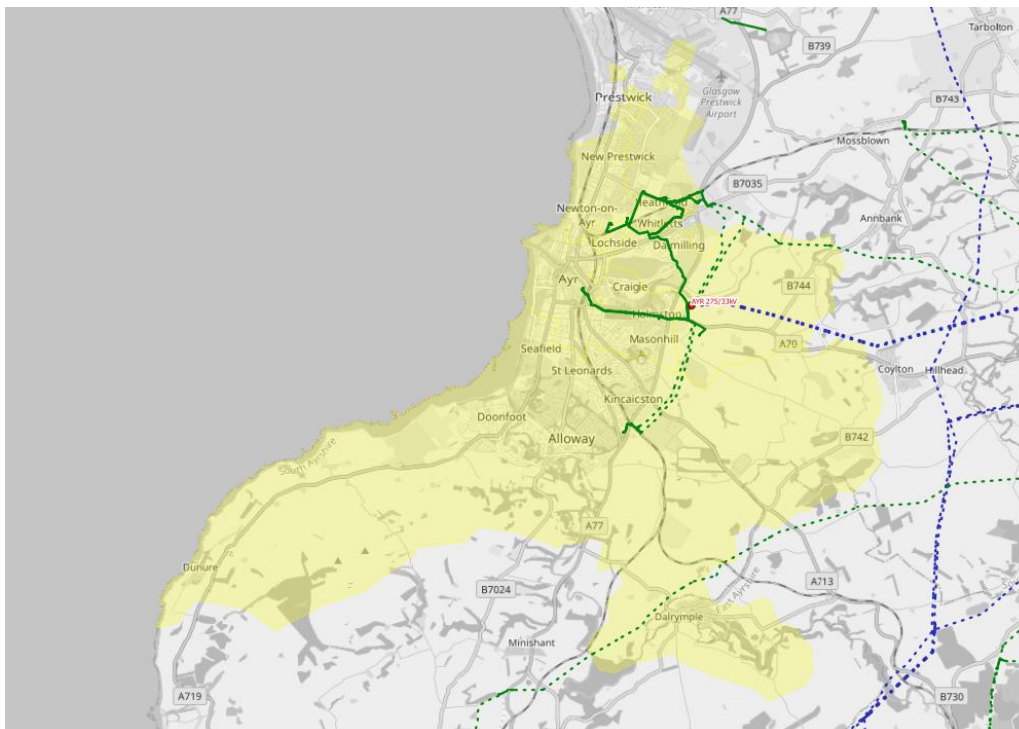 A77
Tarbolton
B739
Glasgow
Prestwick
Airport
Prestwick
B743
Mossblown
New Prestwick
B7035
Heathfield
Newton-on-
Ayr
Whitletts
Annbank
Lochside
Dalmilling
Ayr
Craigie
B744
AYR 275/33kV
Holmston
A70
Masonhill
Seafield
St Leonards
Coylton
Hillhead
Kincaicston
Doonfoot
Alloway
B742
South Ayrshire
A77
Dunure
B7024
A713
East Ayrshire
Dalrymple
Minishant
A719
B730